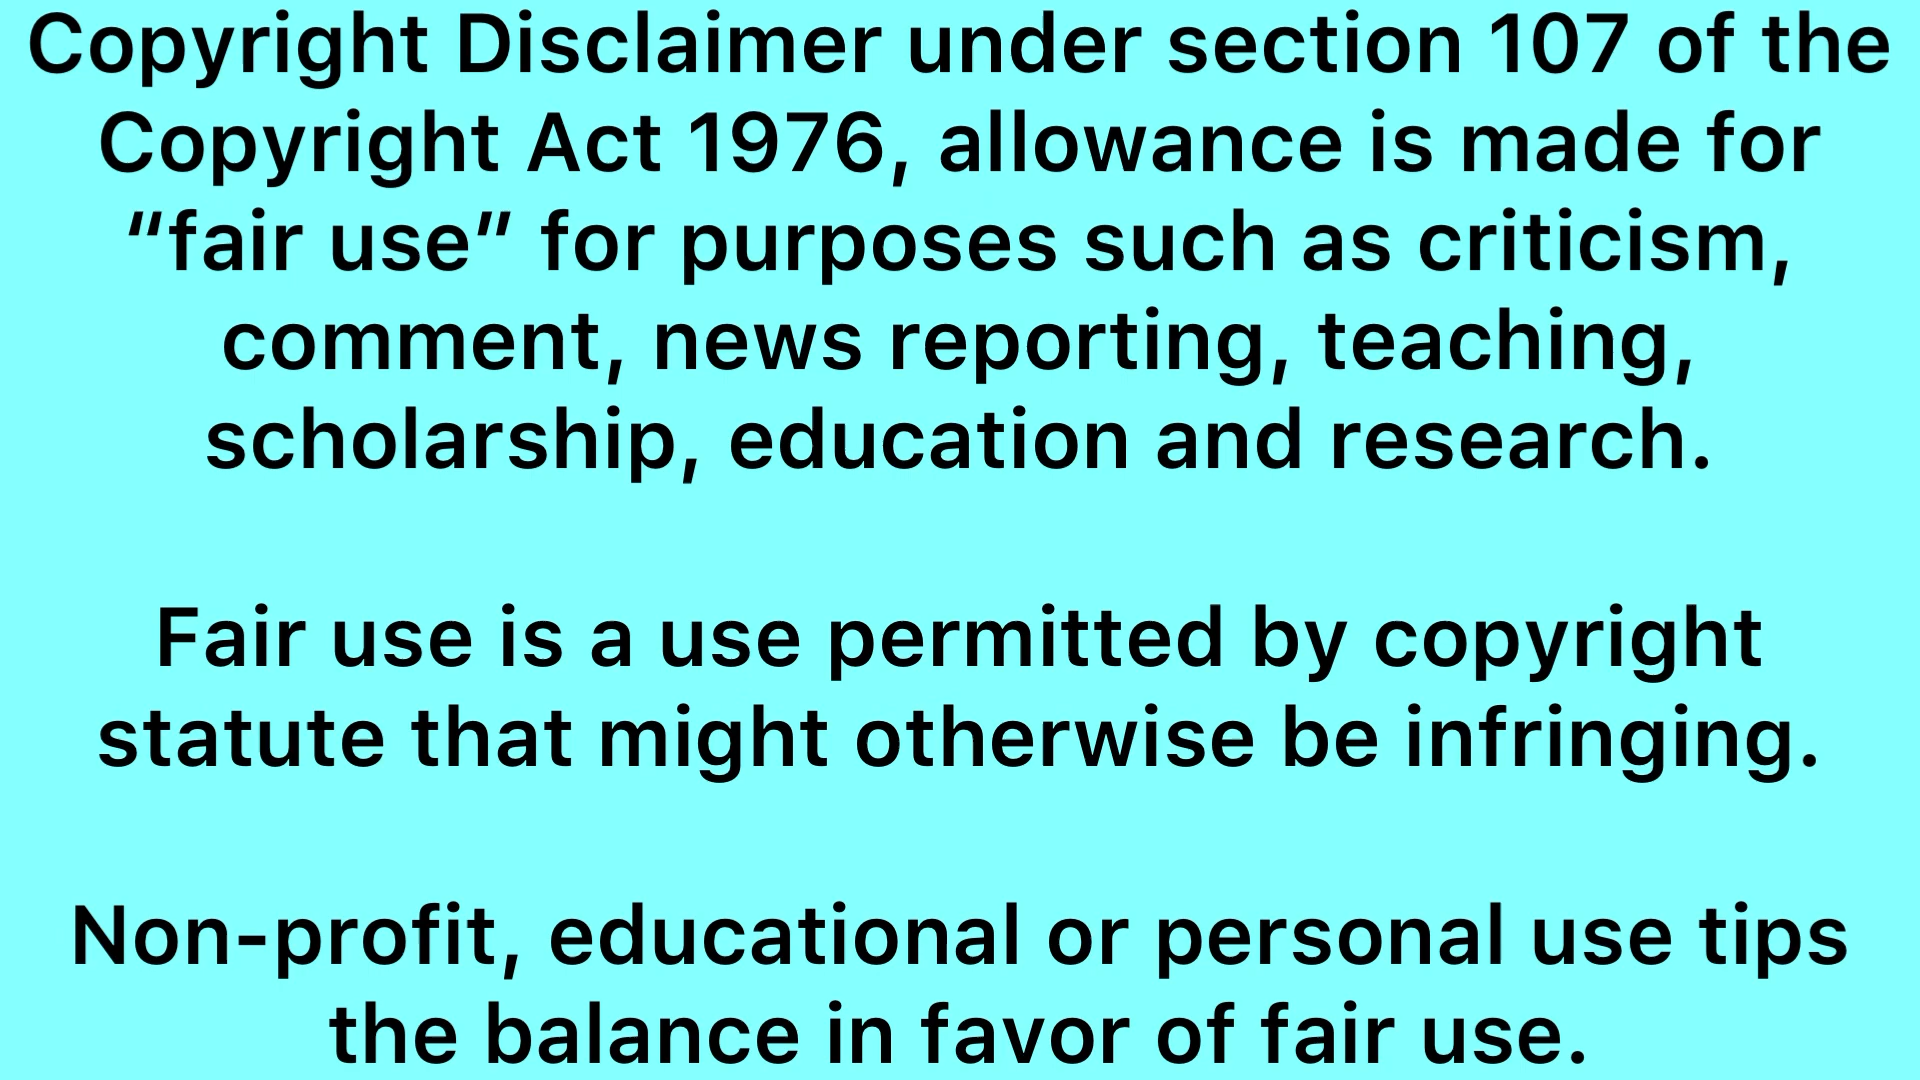 Copyright Disclaimer under section 107 of the
Copyright Act 1976, allowance is made for
“fair use” for purposes such as criticism,
comment, news reporting, teaching,
scholarship, education and research.
Fair use is a use permitted by copyright
statute that might otherwise be infringing.
Non-profit, educational or personal use tips
the balance in favor of fair use.